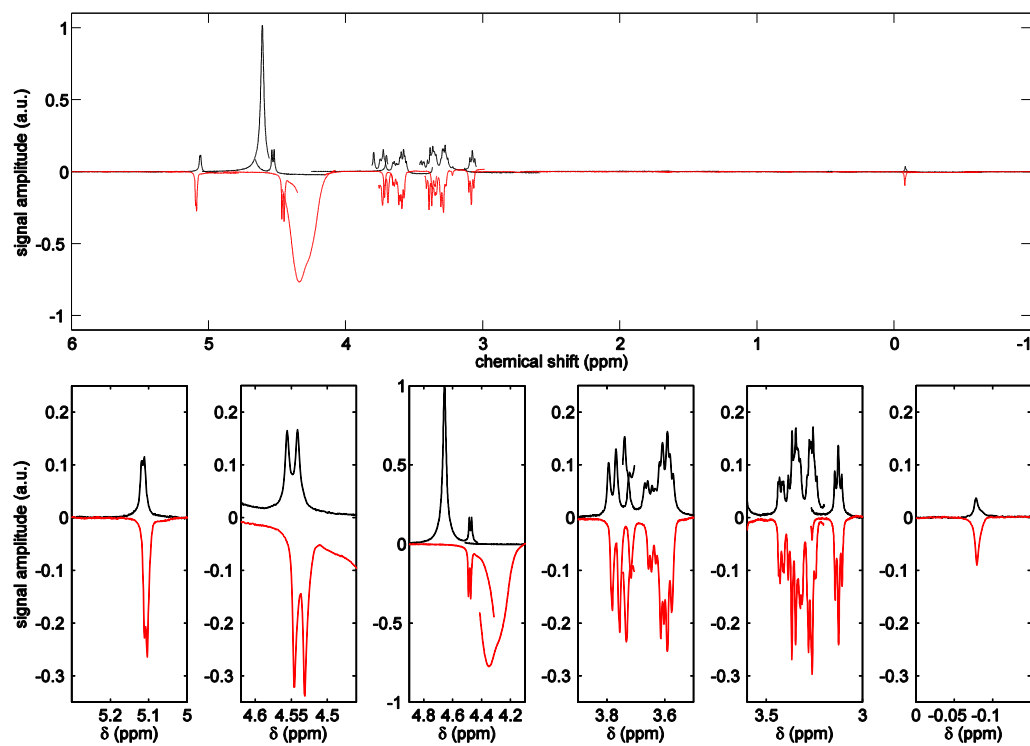 1
0.5
0
-0.5
-1
signal amplitude (a.u.)
6 5 4 3 2 1 0 -1
chemical shift (ppm)
0.2 0.2 1 0.2 0.2 0.2
0.1 0.1 0.5 0.1 0.1 0.1
0 0 0 0 0 0
-0.1 -0.1 -0.1 -0.1 -0.1
-0.2 -0.2 -0.5 -0.2 -0.2 -0.2
-0.3 -0.3 -1 -0.3 -0.3 -0.3
signal amplitude (a.u.)
5.2 5.1 5 4.6 4.55 4.5 4.8 4.6 4.4 4.2 3.8 3.6 3.5 3 0 -0.05 -0.1
δ (ppm) δ (ppm) δ (ppm) δ (ppm) δ (ppm) δ (ppm)